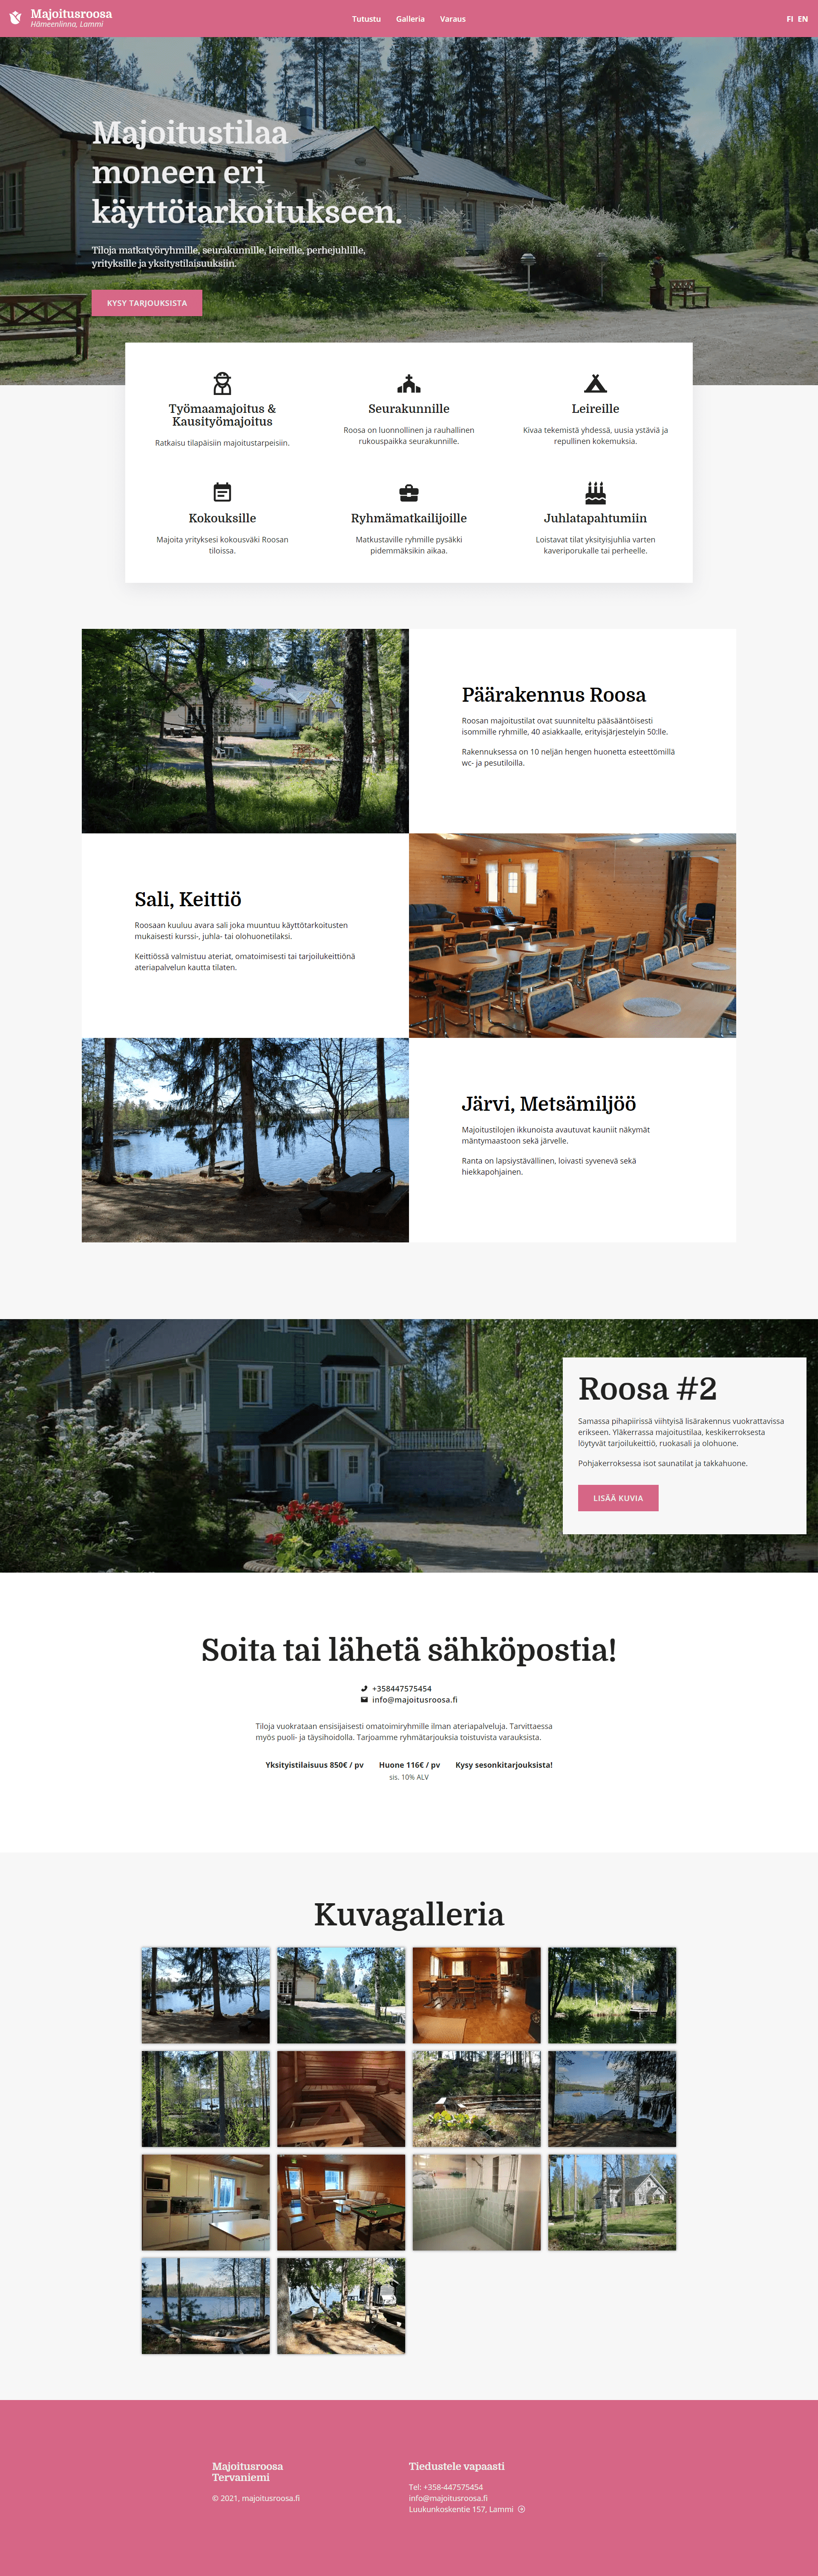 Majoitusroosa
Hämeenlinna, Lammi
Tutustu Galleria Varaus
FI EN
Majoitustilaa
moneen eri
käyttötarkoitukseen.
Tiloja matkatyöryhmille, seurakunnille, leireille, perhejuhlille,
yrityksille ja yksitystilaisuuksiin.
KYSY TARJOUKSISTA
Työmaamajoitus &
Kausityömajoitus
Ratkaisu tilapäisiin majoitustarpeisiin.
Seurakunnille
Roosa on luonnollinen ja rauhallinen
rukouspaikka seurakunnille.
Leireille
Kivaa tekemistä yhdessä, uusia ystäviä ja
repullinen kokemuksia.
Kokouksille
Majoita yrityksesi kokousväki Roosan
tiloissa.
Ryhmämatkailijoille
Matkustaville ryhmille pysäkki
pidemmäksikin aikaa.
Juhlatapahtumiin
Loistavat tilat yksityisjuhlia varten
kaveriporukalle tai perheelle.
Päärakennus Roosa
Roosan majoitustilat ovat suunniteltu pääsääntöisesti
isommille ryhmille, 40 asiakkaalle, erityisjärjestelyin 50:lle.
Rakennuksessa on 10 neljän hengen huonetta esteettömillä
wc- ja pesutiloilla.
Sali, Keittiö
Roosaan kuuluu avara sali joka muuntuu käyttötarkoitusten
mukaisesti kurssi-, juhla- tai olohuonetilaksi.
Keittiössä valmistuu ateriat, omatoimisesti tai tarjoilukeittiönä
ateriapalvelun kautta tilaten.
Järvi, Metsämiljöö
Majoitustilojen ikkunoista avautuvat kauniit näkymät
mäntymaastoon sekä järvelle.
Ranta on lapsiystävällinen, loivasti syvenevä sekä
hiekkapohjainen.
Roosa #2
Samassa pihapiirissä viihtyisä lisärakennus vuokrattavissa
erikseen. Yläkerrassa majoitustilaa, keskikerroksesta
löytyvät tarjoilukeittiö, ruokasali ja olohuone.
Pohjakerroksessa isot saunatilat ja takkahuone.
LISÄÄ KUVIA
Soita tai lähetä sähköpostia!
+358447575454
info@majoitusroosa.fi
Tiloja vuokrataan ensisijaisesti omatoimiryhmille ilman ateriapalveluja. Tarvittaessa
myös puoli- ja täysihoidolla. Tarjoamme ryhmätarjouksia toistuvista varauksista.
Yksityistilaisuus 850€ / pv Huone 116€ / pv Kysy sesonkitarjouksista!
sis. 10% ALV
Kuvagalleria
Majoitusroosa
Tervaniemi
© 2021, majoitusroosa.fi
Tiedustele vapaasti
Tel: +358-447575454
info@majoitusroosa.fi
Luukunkoskentie 157, Lammi